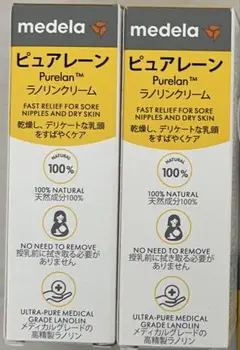 medela
ピュアレーン
Purelan™
ラノリンクリーム
FAST RELIEF FOR SORE
NIPPLES AND DRY SKIN
乾燥し、デリケートな乳頭
をすばやくケア
NATURAL
100%
100% NATURAL
天然成分100%
NO NEED TO REMOVE
授乳前に拭き取る必要が
ありません
ULTRA-PURE MEDICAL
GRADE LANOLIN
メディカルグレードの
高精製ラノリン
medela
ピュアレーン
Purelan™
ラノリンクリーム
FAST RELIEF FOR SORE
NIPPLES AND DRY SKIN
乾燥し、デリケートな乳頭
をすばやくケア
NATURAL
100%
100% NATURAL
天然成分100%
NO NEED TO REMOVE
授乳前に拭き取る必要が
ありません
ULTRA-PURE MEDICAL
GRADE LANOLIN
メディカルグレードの
高精製ラノリン